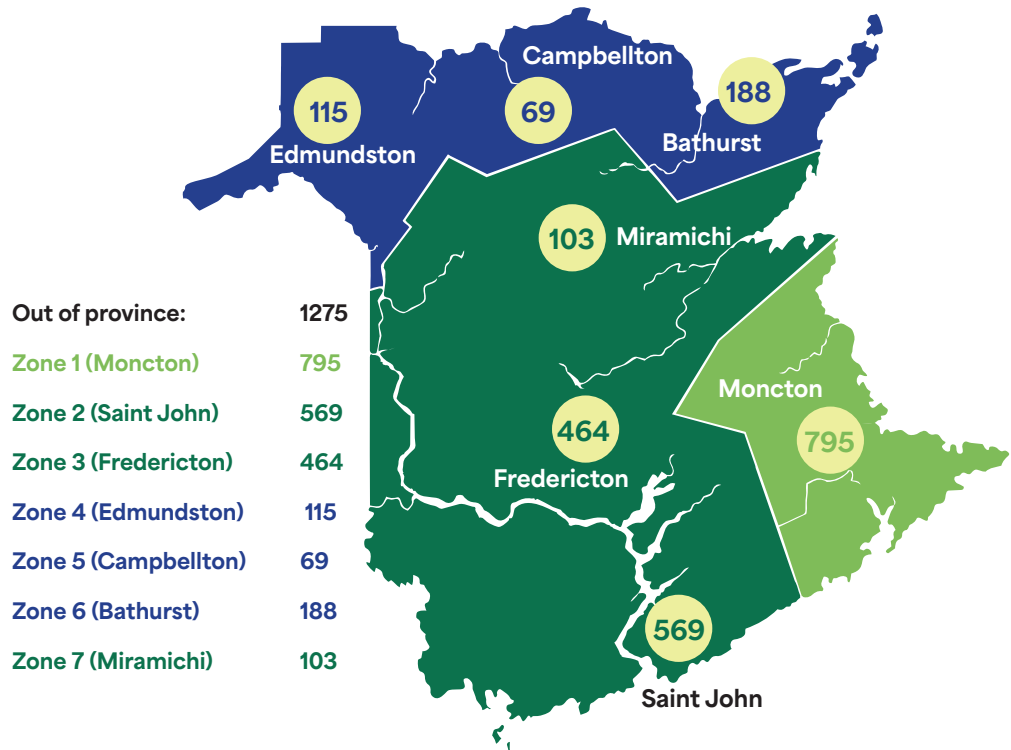 Campbellton
115
69
188
Edmundston
Bathurst
103 Miramichi
Out of province: 1275
Zone 1 (Moncton) 795
Zone 2 (Saint John) 569
Zone 3 (Fredericton) 464
Zone 4 (Edmundston) 115
Zone 5 (Campbellton) 69
Zone 6 (Bathurst) 188
Zone 7 (Miramichi) 103
Moncton
795
464
Fredericton
569
Saint John